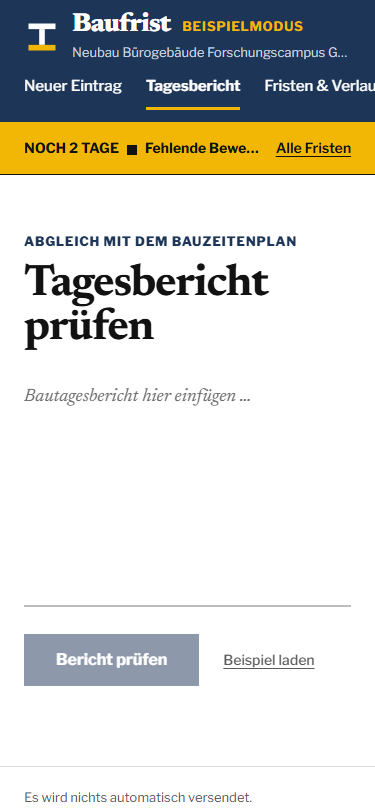 Baufrist BEISPIELMODUS
Neubau Bürogebäude Forschungscampus G…
Neuer Eintrag Tagesbericht Fristen & Verlau
NOCH 2 TAGE ■ Fehlende Bewe… Alle Fristen
ABGLEICH MIT DEM BAUZEITENPLAN
Tagesbericht
prüfen
Bautagesbericht hier einfügen …
Bericht prüfen Beispiel laden
Es wird nichts automatisch versendet.